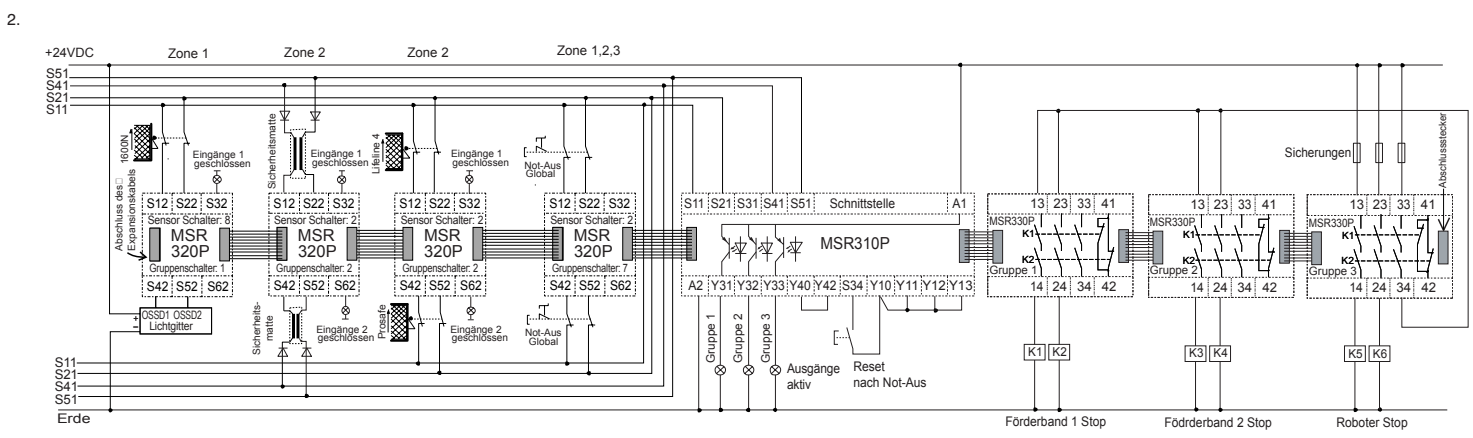 2.
+24VDC
Zone 1
Zone 2
Zone 2
Zone 1,2,3
S51
S41
S21
S11
1600N
Eingänge 1
geschlossen
Sicherheitsmatte
Eingänge 1
geschlossen
Lifeline 4
Eingänge 1
geschlossen
Not-Aus
Global
Sicherungen
Abschlussstecker
Abschluss des
Expansionskabels
S12 S22 S32
S12 S22 S32
S12 S22 S32
S12 S22 S32
S11 S21 S31 S41 S51 Schnittstelle A1
13 23 33 41
13 23 33 41
13 23 33 41
Sensor Schalter: 8
MSR
320P
Gruppenschalter: 1
Sensor Schalter: 2
MSR
320P
Gruppenschalter: 2
Sensor Schalter: 2
MSR
320P
Gruppenschalter: 2
Sensor Schalter: 2
MSR
320P
Gruppenschalter: 7
MSR310P
MSR330P
K1
K2
Gruppe 1
MSR330P
K1
K2
Gruppe 2
MSR330P
K1
K2
Gruppe 3
S42 S52 S62
S42 S52 S62
S42 S52 S62
S42 S52 S62
A2 Y31 Y32 Y33 Y40 Y42 S34 Y10 Y11 Y12 Y13
14 24 34 42
14 24 34 42
14 24 34 42
+
−
OSSD1 OSSD2
Lichtgitter
Sicherheits-
matte
Eingänge 2
geschlossen
Prosafe
Eingänge 2
geschlossen
Not-Aus
Global
Gruppe 1
Gruppe 2
Gruppe 3
Ausgänge
aktiv
Reset
nach Not-Aus
K1 K2
K3 K4
K5 K6
S11
S21
S41
S51
Erde
Förderband 1 Stop
Födrderband 2 Stop
Roboter Stop